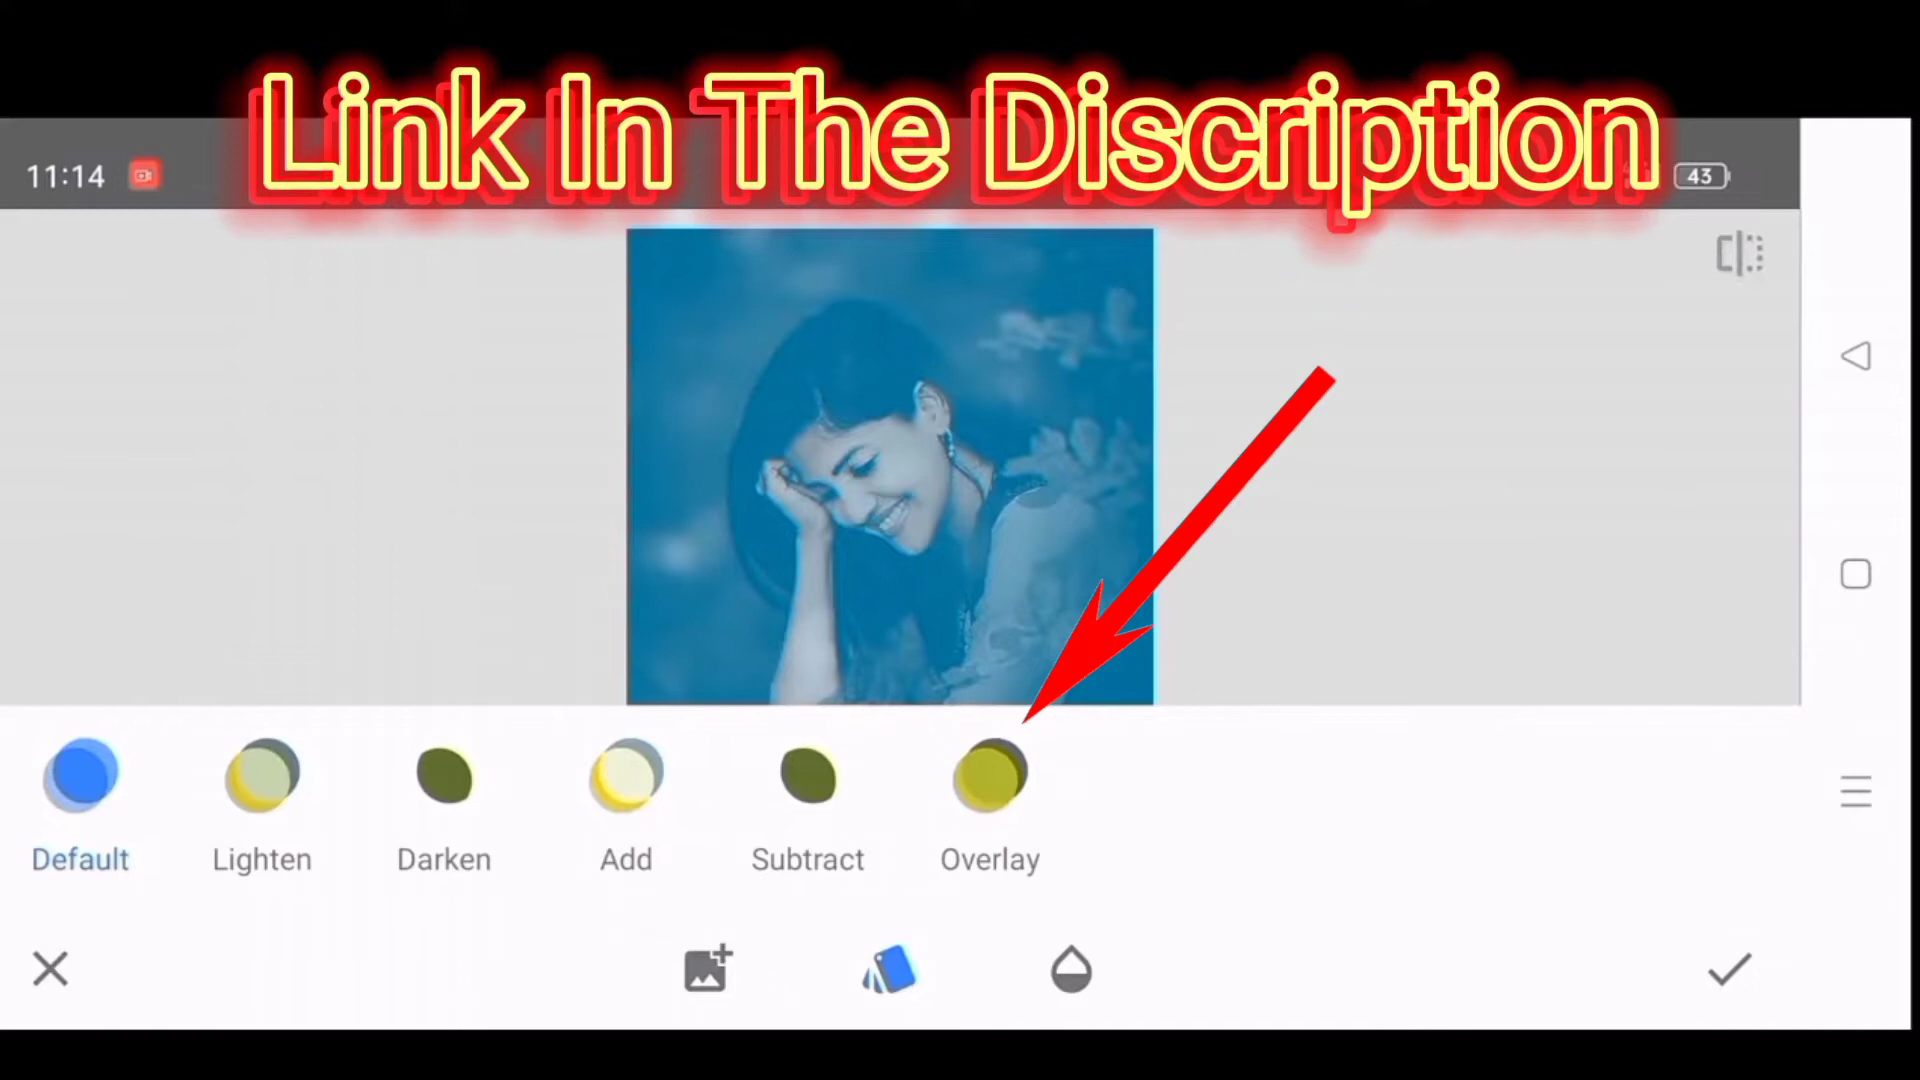 Link In The Discription
11:14
43
Default
Lighten
Darken
Add
Subtract
Overlay